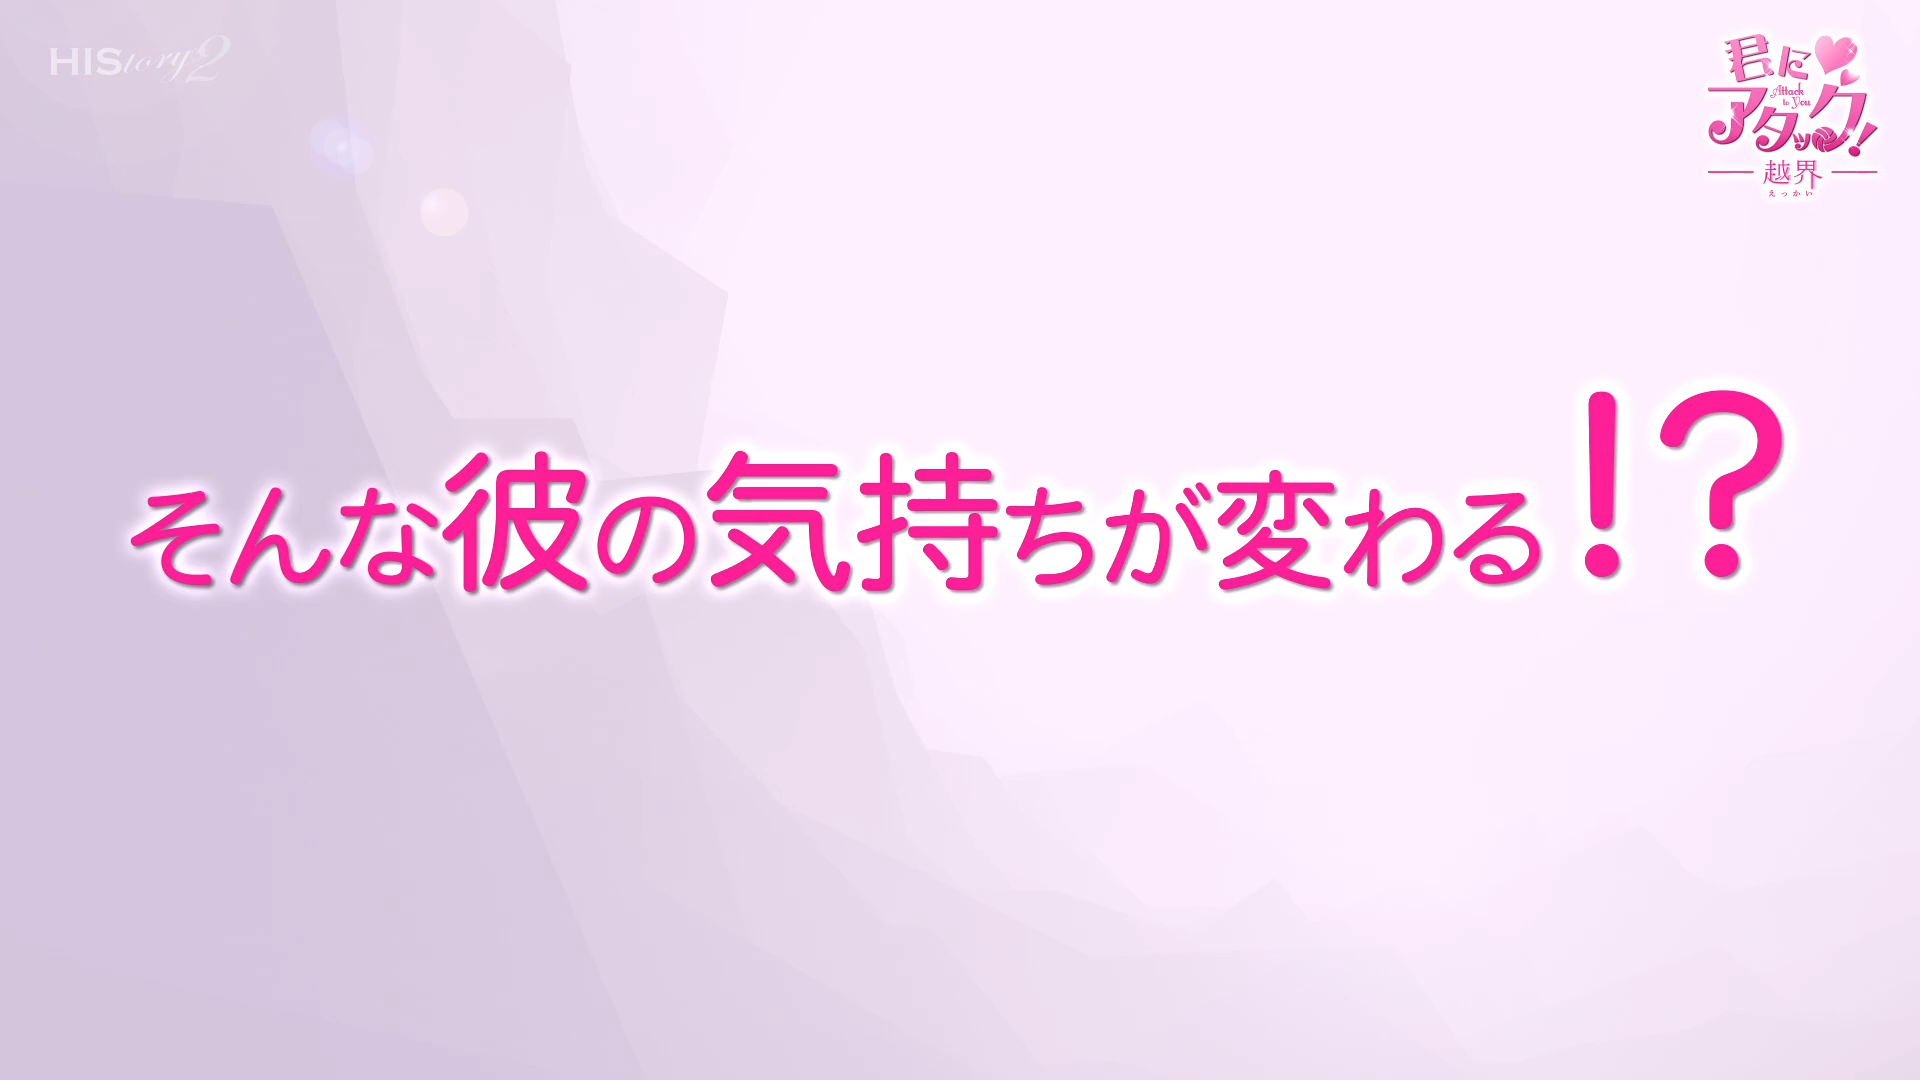 HIStory2
君に
Attack
to You
アタック!
越界
えっかい
そんな彼の気持ちが変わる!?